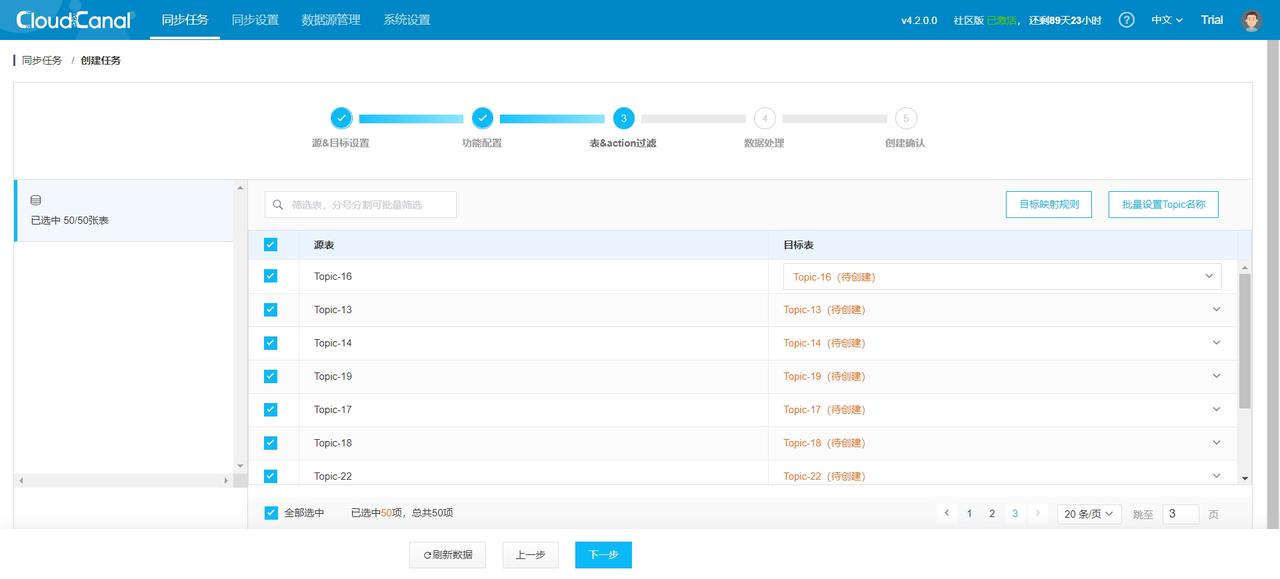 CloudCanal 同步任务 同步设置 数据源管理 系统设置 v4.2.0.0 社区版 已激活，还剩89天23小时 ? 中文 Trial
同步任务 / 创建任务
3 4 5
源&目标设置 功能配置 表&action过滤 数据处理 创建确认
已选中 50/50张表
筛选表，分号分割可批量筛选 目标映射规则 批量设置Topic名称
源表 目标表
Topic-16 Topic-16（待创建）
Topic-13 Topic-13（待创建）
Topic-14 Topic-14（待创建）
Topic-19 Topic-19（待创建）
Topic-17 Topic-17（待创建）
Topic-18 Topic-18（待创建）
Topic-22 Topic-22（待创建）
全部选中 已选中50项，总共50项 1 2 3 20 条/页 跳至 3 页
刷新数据 上一步 下一步